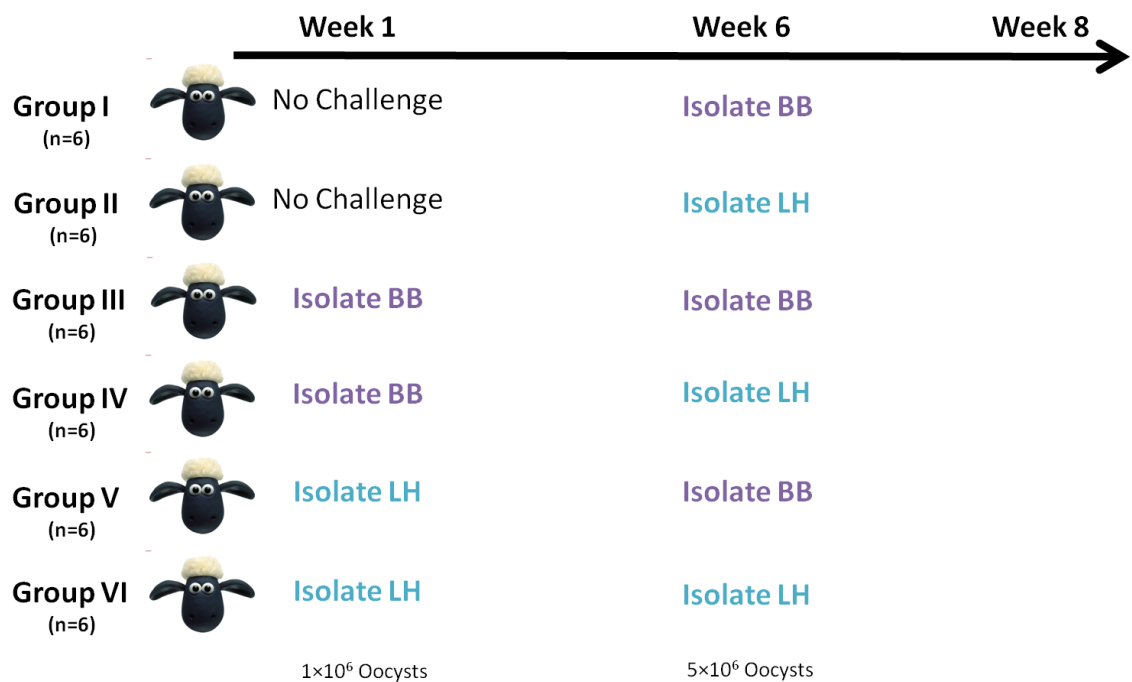 Week 1 Week 6 Week 8
Group I No Challenge Isolate BB
(n=6)
Group II No Challenge Isolate LH
(n=6)
Group III Isolate BB Isolate BB
(n=6)
Group IV Isolate BB Isolate LH
(n=6)
Group V Isolate LH Isolate BB
(n=6)
Group VI Isolate LH Isolate LH
(n=6)
1×10⁶ Oocysts 5×10⁶ Oocysts